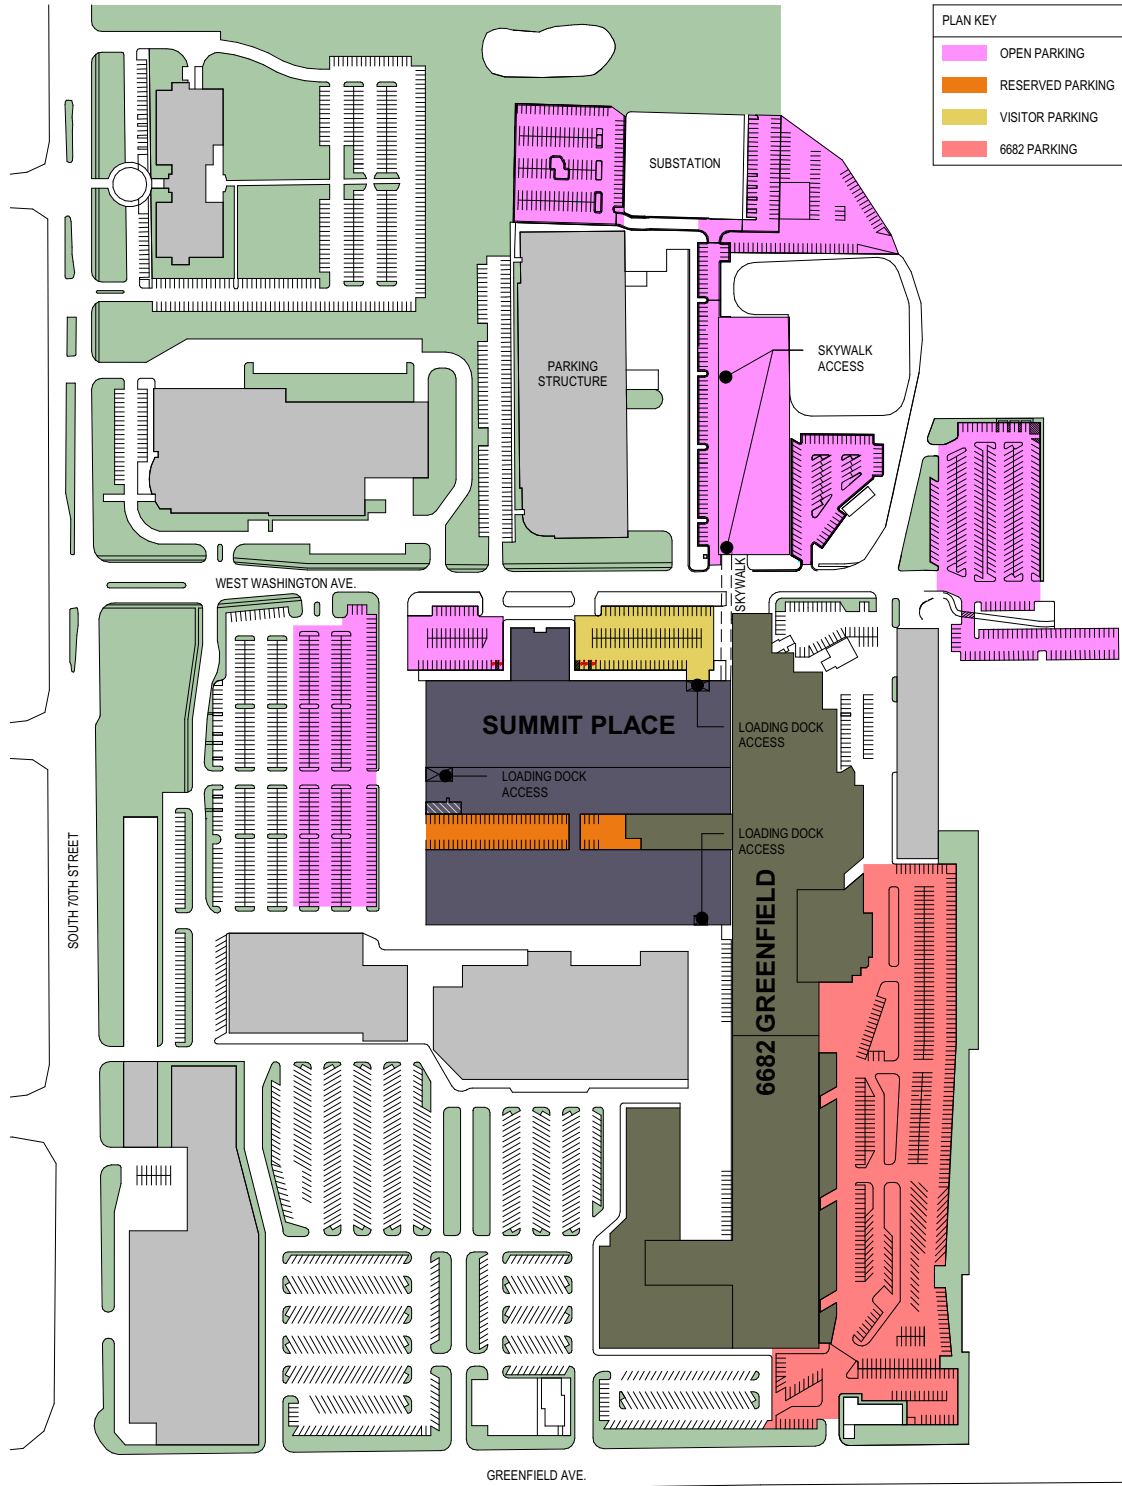 PLAN KEY
OPEN PARKING
RESERVED PARKING
VISITOR PARKING
6682 PARKING
SUBSTATION
SKYWALK
ACCESS
PARKING
STRUCTURE
WEST WASHINGTON AVE.
SKYWALK
SUMMIT PLACE
LOADING DOCK
ACCESS
LOADING DOCK
ACCESS
LOADING DOCK
ACCESS
SOUTH 70TH STREET
6682 GREENFIELD
GREENFIELD AVE.